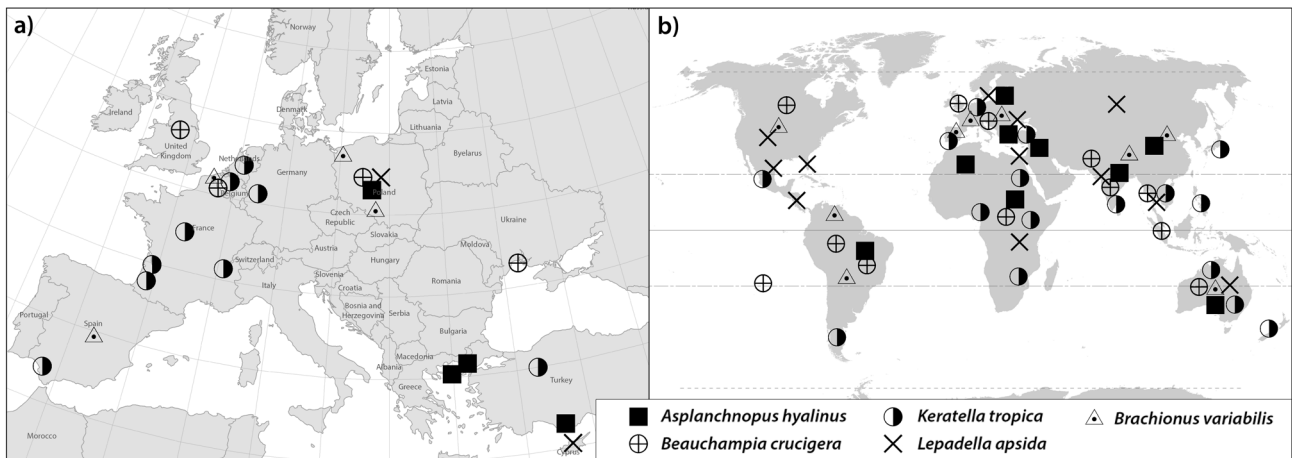 a)
Norway
Estonia
Latvia
Denmark
Lithuania
Ireland
United
Kingdom
Byelarus
Netherlands
Germany
Poland
Belgium
Ukraine
Czech
Republic
Slovakia
France
Austria
Moldova
Switzerland
Hungary
Slovenia
Romania
Italy
Croatia
Bosnia and
Herzegovina
Serbia
Portugal
Spain
Bulgaria
Macedonia
Albania
Turkey
Greece
Morocco
Cyprus
b)
Asplanchnopus hyalinus
Keratella tropica
Brachionus variabilis
Beauchampia crucigera
Lepadella apsida